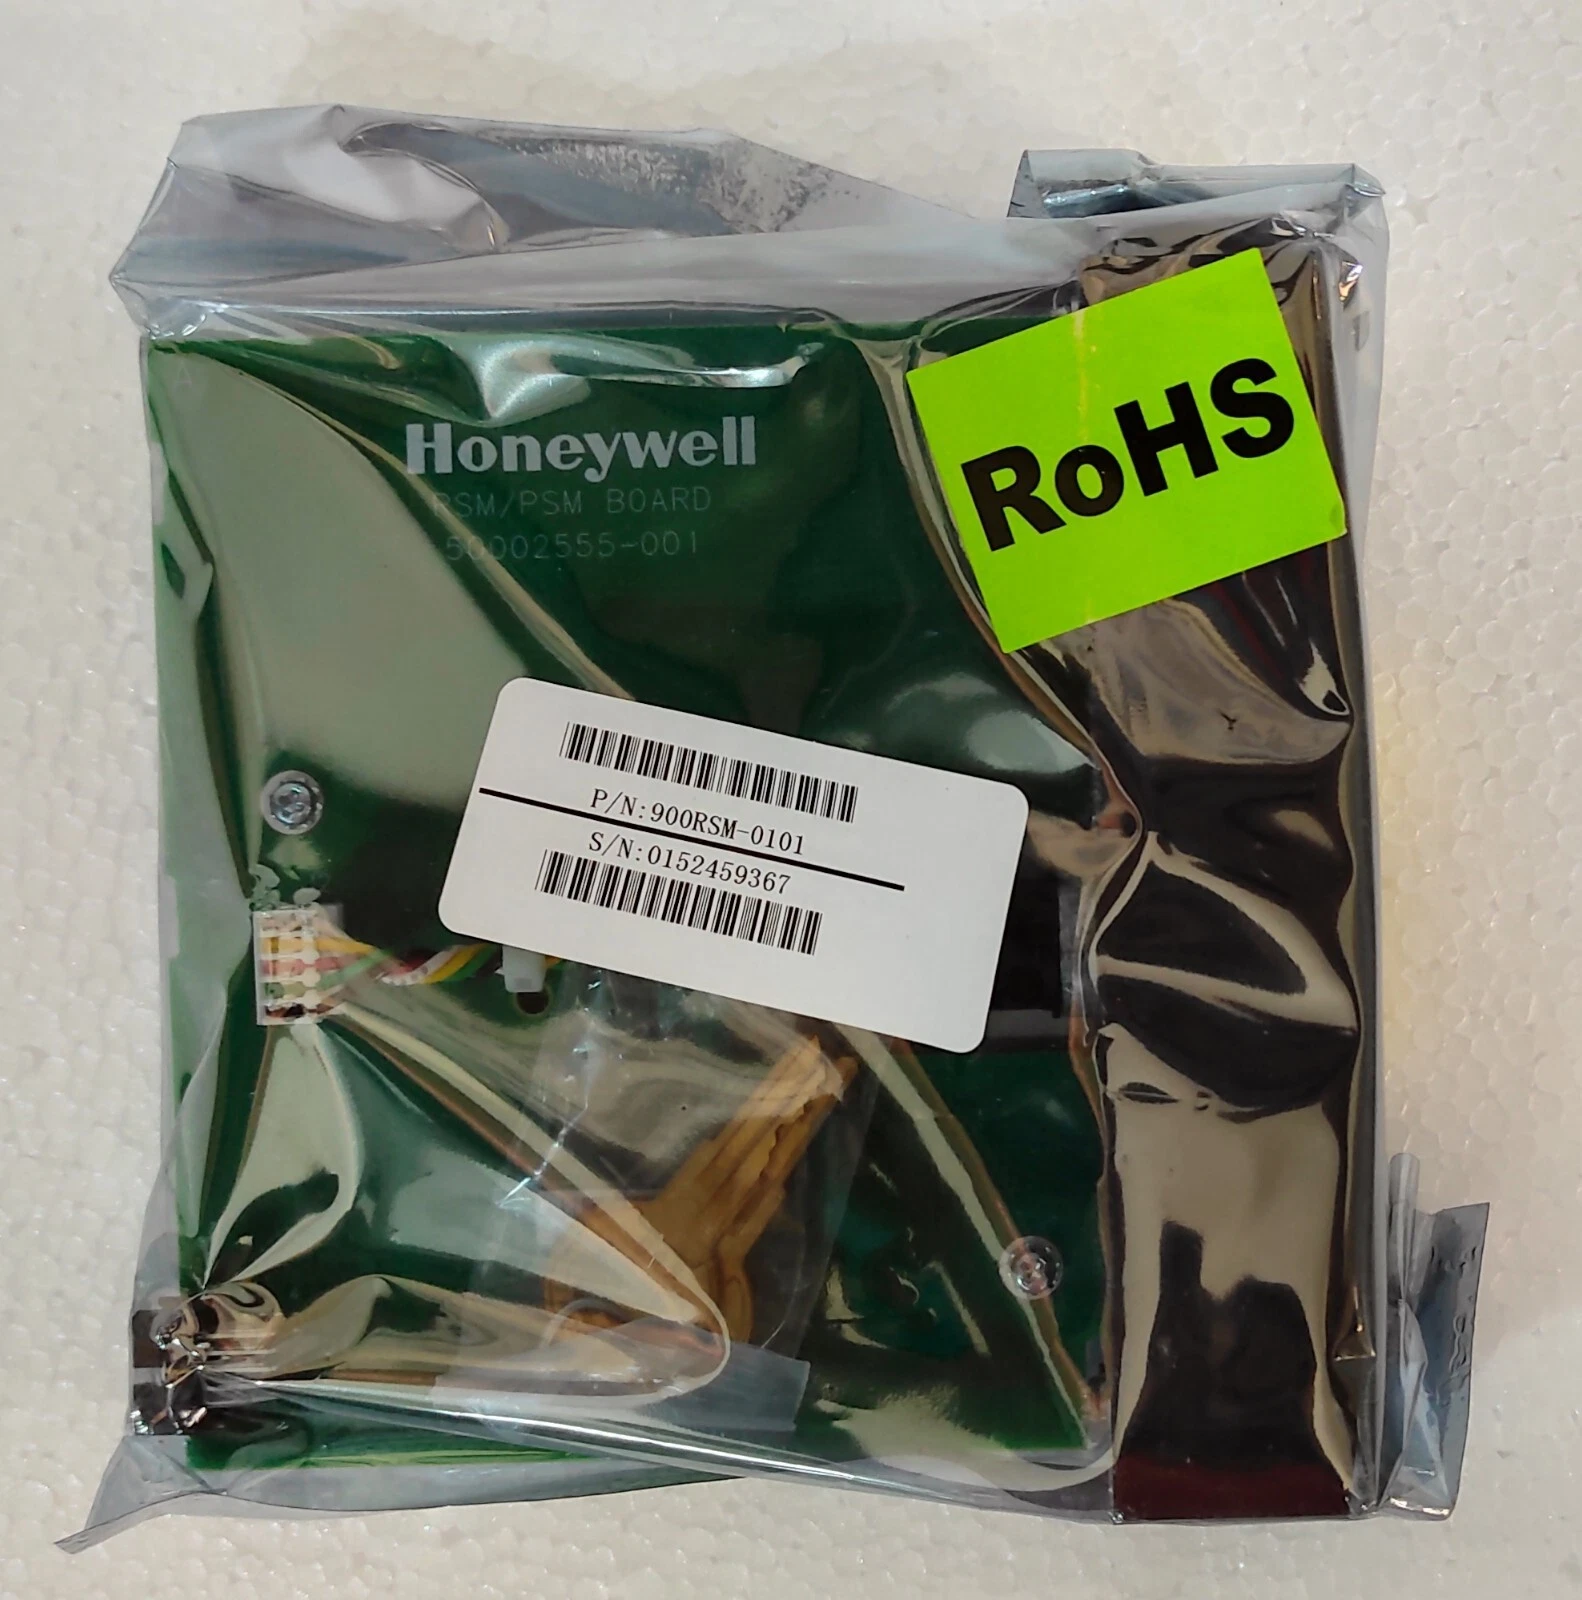 Honeywell
RSM/PSM BOARD
50002555-001
RoHS
P/N:900RSM-0101
S/N:0152459367